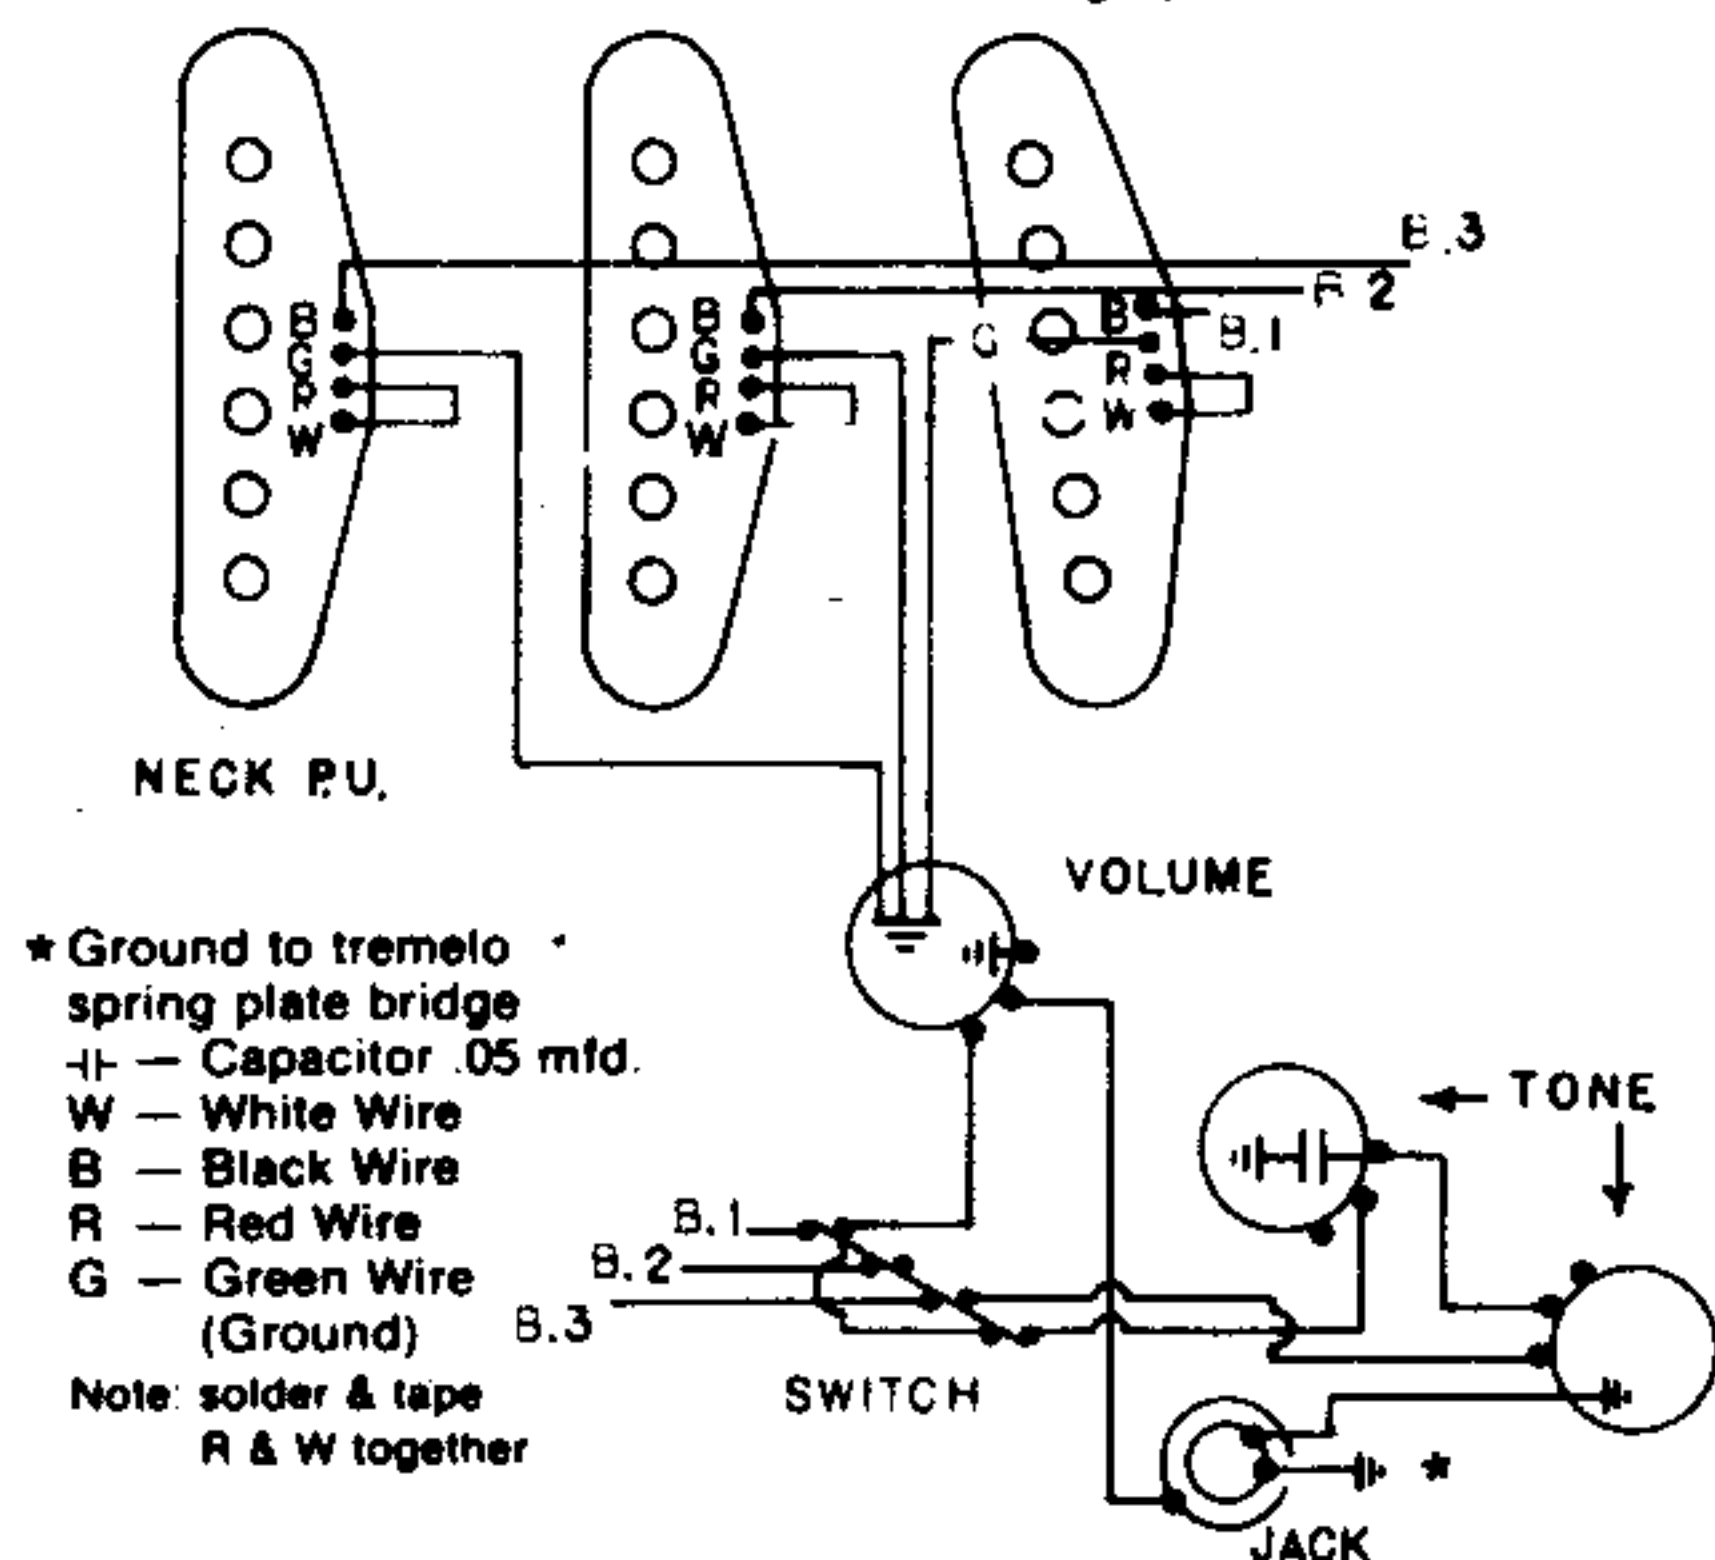 B.3
2
B
G
R
W
B
G
R
W
G
B
R
W
B.1
NECK P.U.
VOLUME
★ Ground to tremelo
spring plate bridge
— Capacitor .05 mfd.
W — White Wire
B — Black Wire
R — Red Wire
G — Green Wire
(Ground)
Note: solder & tape
R & W together
TONE
B.1
B.2
B.3
SWITCH
★
JACK